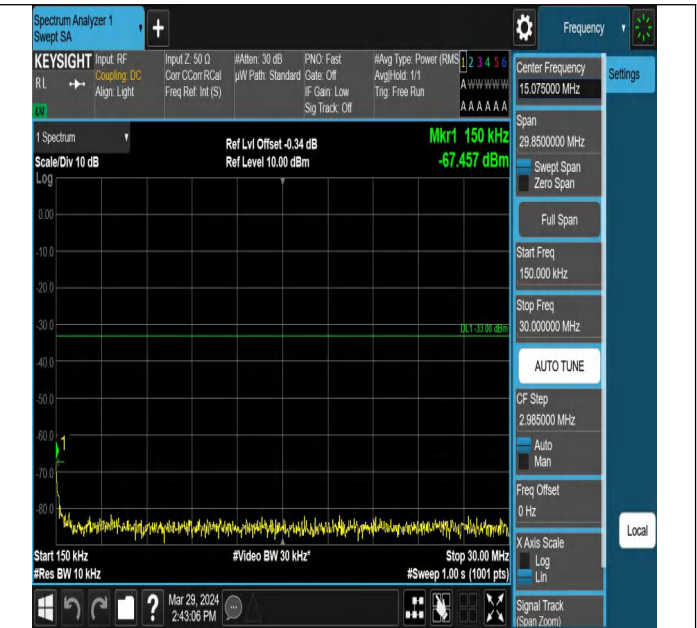 Spectrum Analyzer 1
Swept SA
+
Frequency
KEYSIGHT
RL
Input: RF
Coupling: DC
Align: Light
Input Z: 50 Ω
Corr CCorr RCal
Freq Ref: Int (S)
#Atten: 30 dB
µW Path: Standard
PNO: Fast
Gate: Off
IF Gain: Low
Sig Track: Off
#Avg Type: Power (RMS
Avg|Hold: 1/1
Trig: Free Run
1 2 3 4 5 6
A W W W W W
A A A A A A
LXI
1 Spectrum
Scale/Div 10 dB
Log
Ref Lvl Offset -0.34 dB
Ref Level 10.00 dBm
Mkr1 150 kHz
-67.457 dBm
0.00
-10.0
-20.0
-30.0
DL1 -33.00 dBm
-40.0
-50.0
-60.0
1
-70.0
-80.0
Start 150 kHz
#Res BW 10 kHz
#Video BW 30 kHz*
Stop 30.00 MHz
#Sweep 1.00 s (1001 pts)
?
Mar 29, 2024
2:43:06 PM
Center Frequency
15.075000 MHz
Settings
Span
29.8500000 MHz
Swept Span
Zero Span
Full Span
Start Freq
150.000 kHz
Stop Freq
30.000000 MHz
AUTO TUNE
CF Step
2.985000 MHz
Auto
Man
Freq Offset
0 Hz
X Axis Scale
Log
Lin
Local
Signal Track
(Span Zoom)